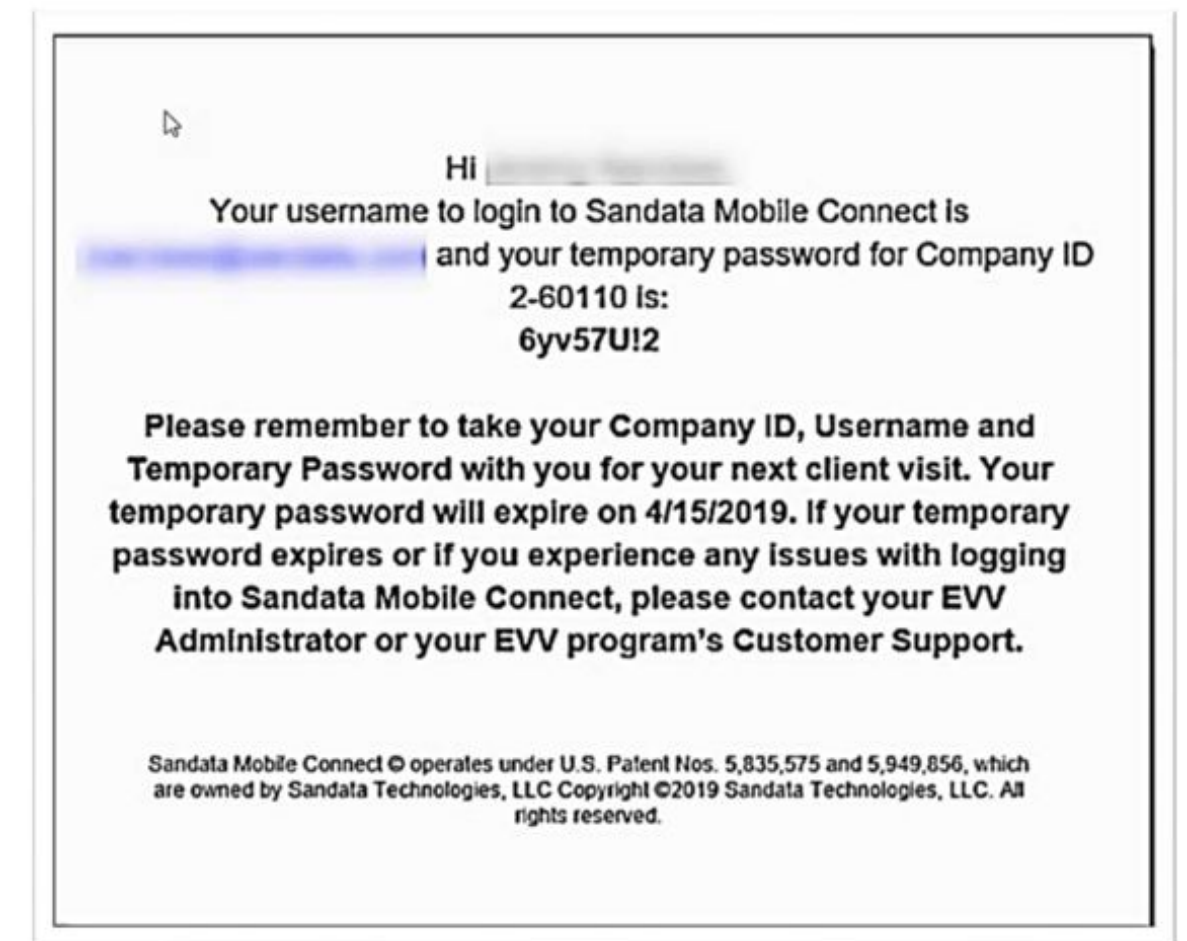 Hi
Your username to login to Sandata Mobile Connect is
and your temporary password for Company ID
2-60110 is:
6yv57U!2
Please remember to take your Company ID, Username and
Temporary Password with you for your next client visit. Your
temporary password will expire on 4/15/2019. If your temporary
password expires or if you experience any issues with logging
into Sandata Mobile Connect, please contact your EVV
Administrator or your EVV program's Customer Support.
Sandata Mobile Connect © operates under U.S. Patent Nos. 5,835,575 and 5,949,856, which
are owned by Sandata Technologies, LLC Copyright ©2019 Sandata Technologies, LLC. All
rights reserved.